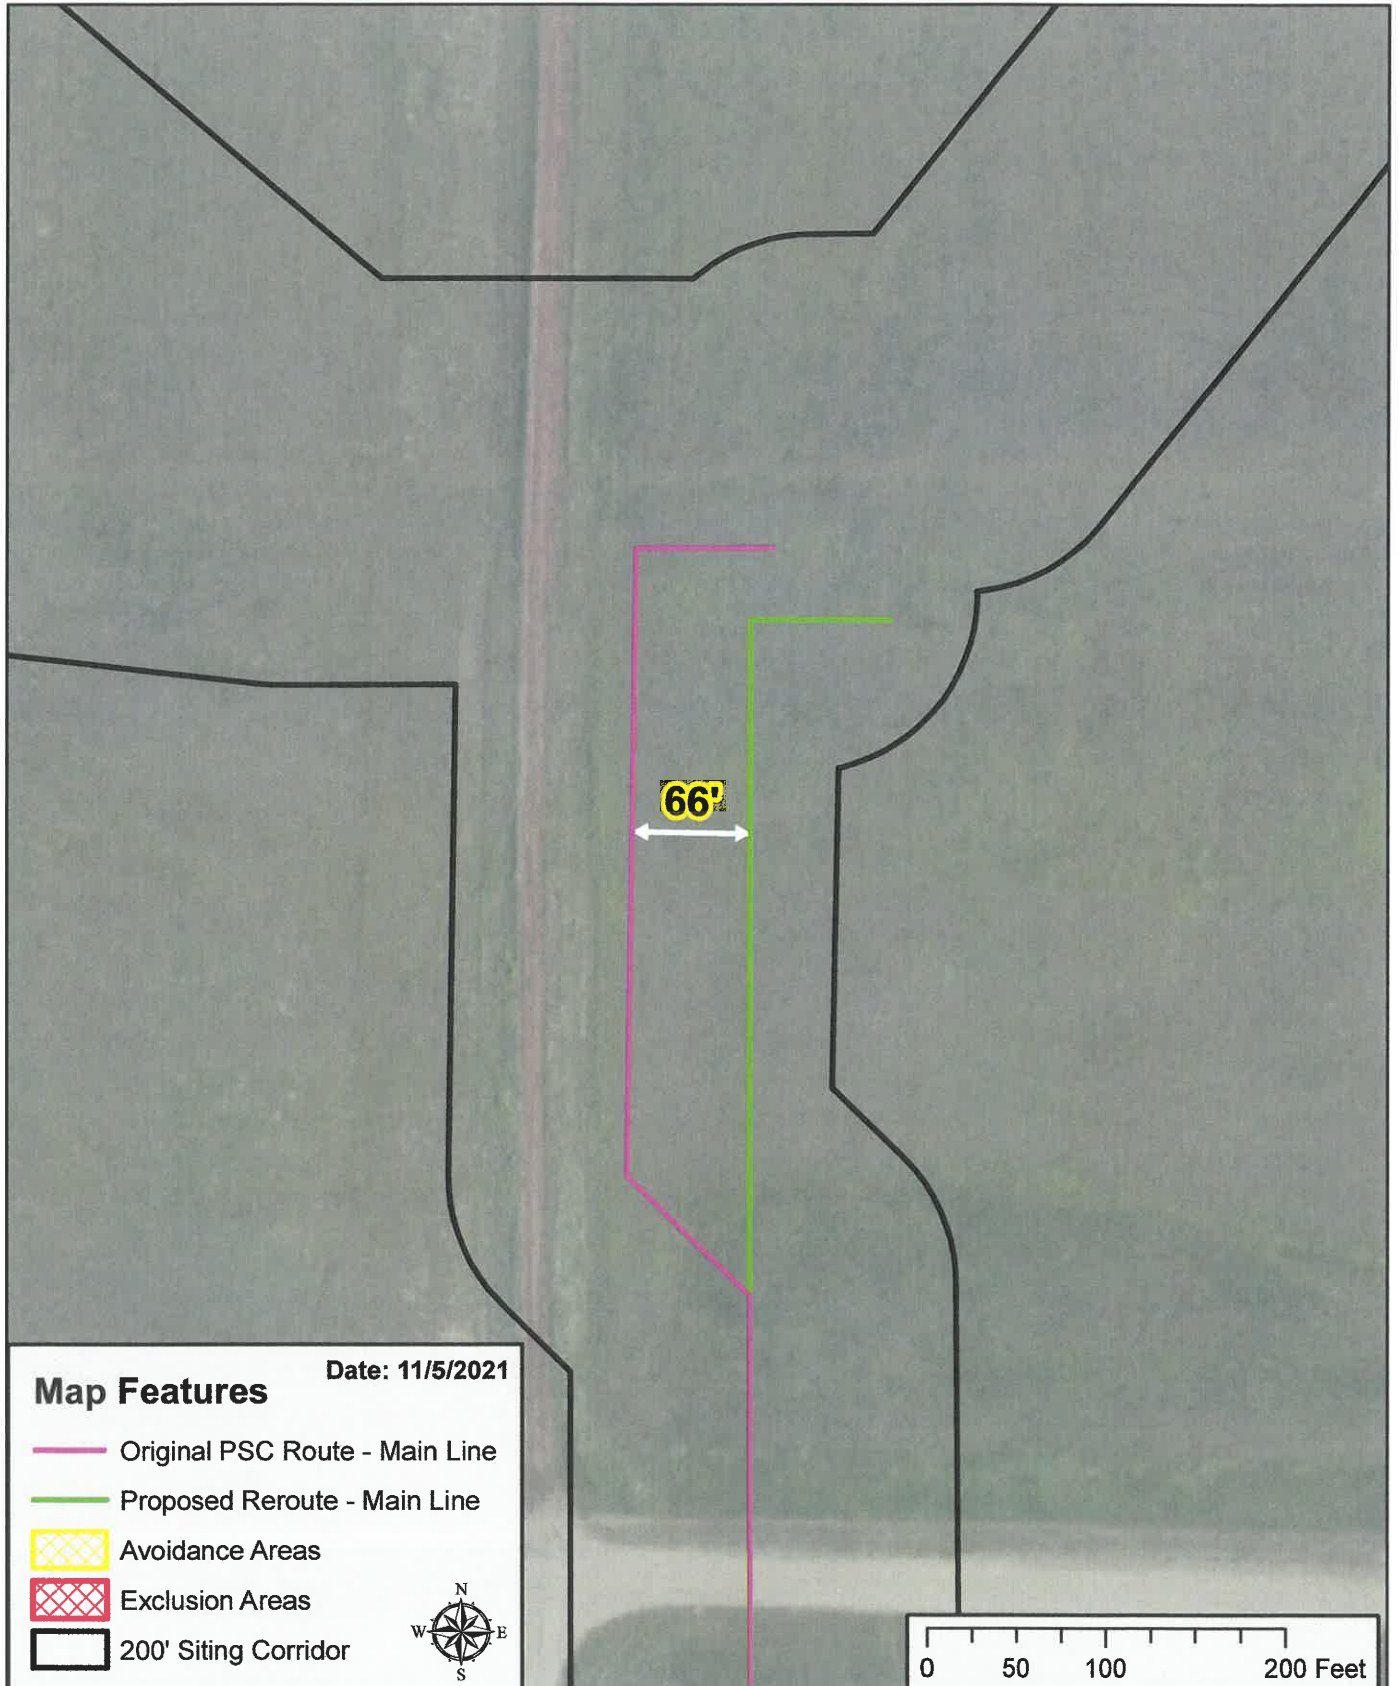 66'
Date: 11/5/2021
Map Features
Original PSC Route - Main Line
Proposed Reroute - Main Line
Avoidance Areas
Exclusion Areas
200' Siting Corridor
N
W E
S
0 50 100 200 Feet